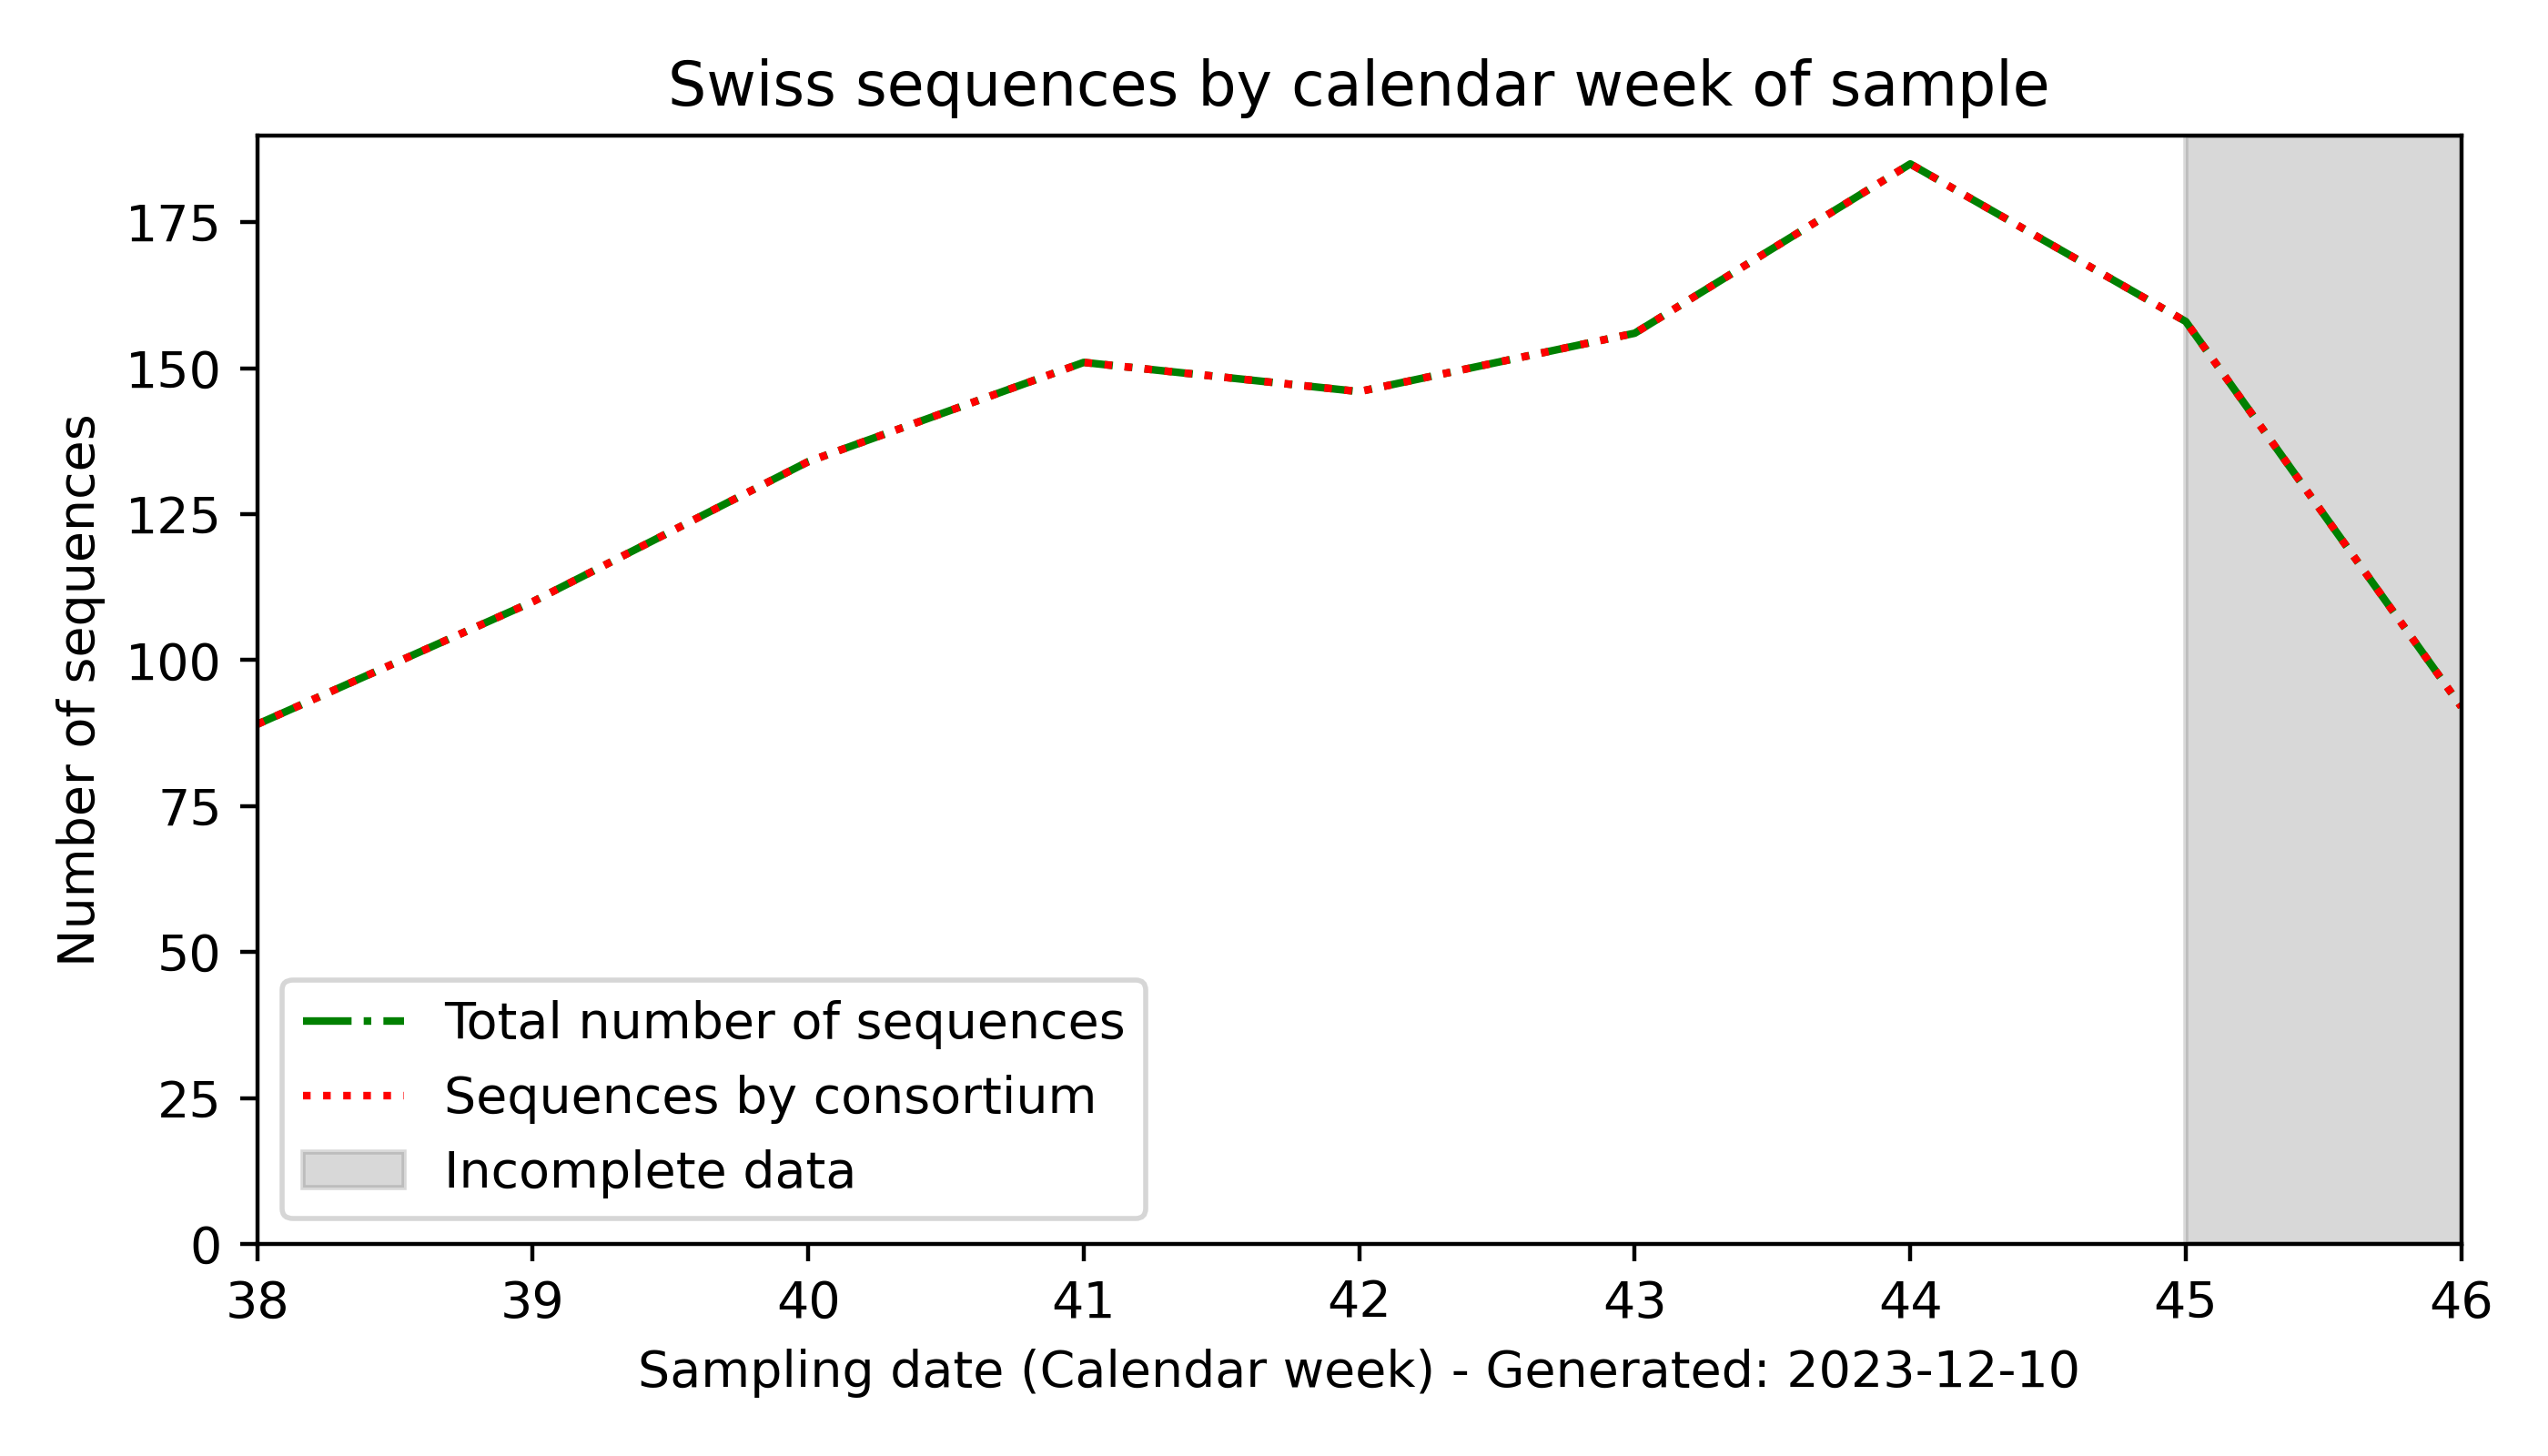 Swiss sequences by calendar week of sample
Number of sequences
175
150
125
100
75
50
25
0
Total number of sequences
Sequences by consortium
Incomplete data
38 39 40 41 42 43 44 45 46
Sampling date (Calendar week) - Generated: 2023-12-10